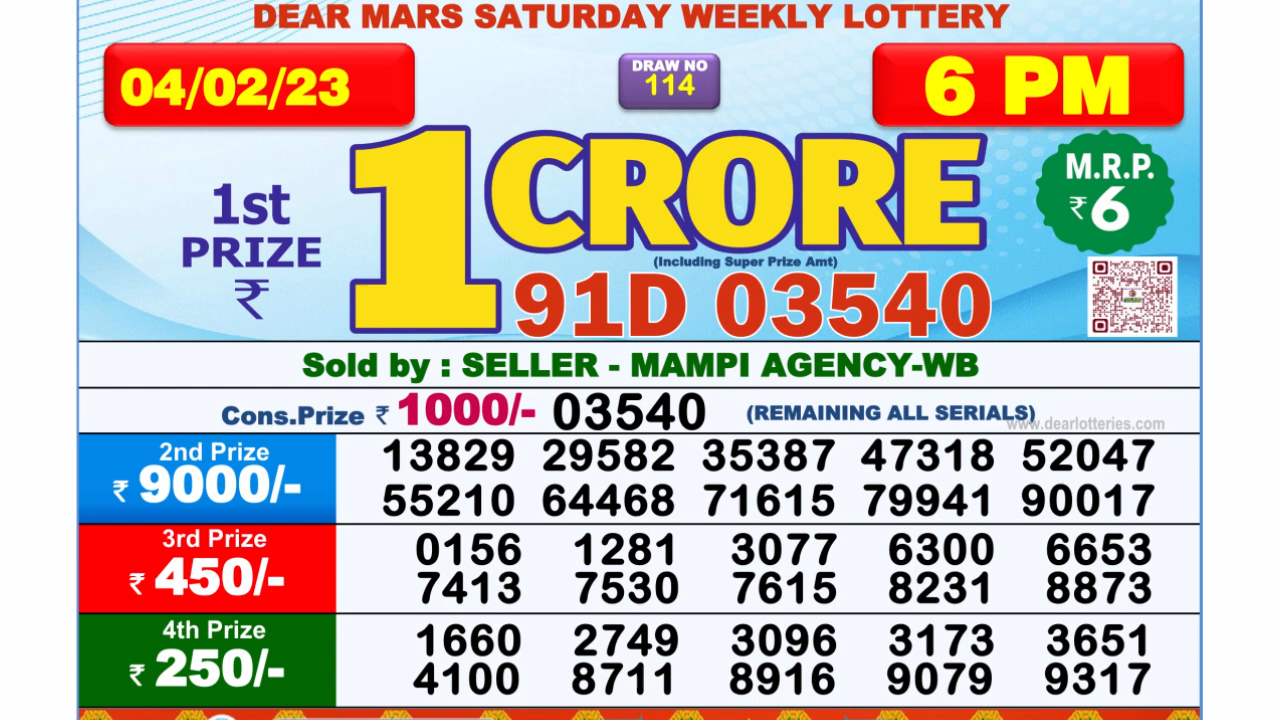 DEAR MARS SATURDAY WEEKLY LOTTERY
04/02/23
DRAW NO
114
6 PM
1st
PRIZE
₹
1 CRORE
(Including Super Prize Amt)
M.R.P.
₹ 6
91D 03540
Sold by : SELLER - MAMPI AGENCY-WB
Cons.Prize ₹ 1000/- 03540 (REMAINING ALL SERIALS)
www.dearlotteries.com
2nd Prize
₹ 9000/-
13829 29582 35387 47318 52047
55210 64468 71615 79941 90017
3rd Prize
₹ 450/-
0156 1281 3077 6300 6653
7413 7530 7615 8231 8873
4th Prize
₹ 250/-
1660 2749 3096 3173 3651
4100 8711 8916 9079 9317